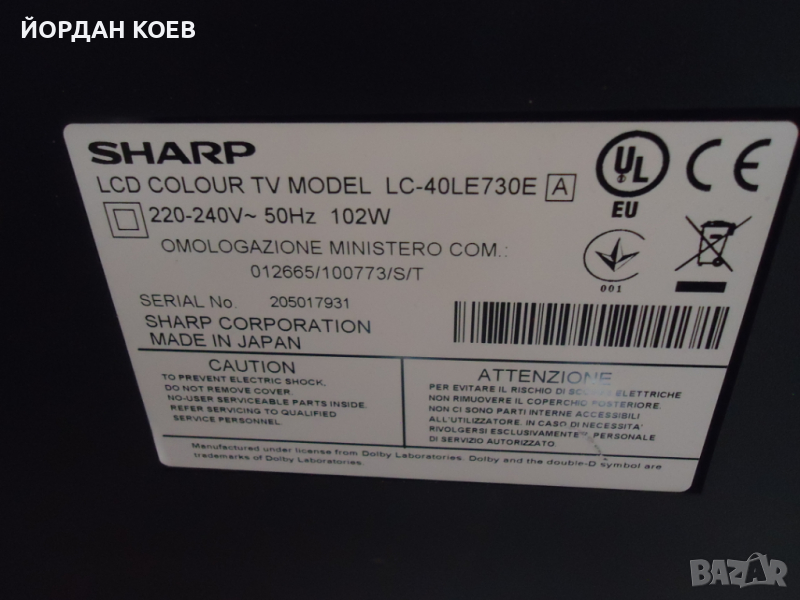 ЙОРДАН КОЕВ
SHARP
LCD COLOUR TV MODEL LC-40LE730E A
220-240V~ 50Hz 102W
OMOLOGAZIONE MINISTERO COM.:
012665/100773/S/T
SERIAL No. 205017931
SHARP CORPORATION
MADE IN JAPAN
UL
EU
CE
001
CAUTION
TO PREVENT ELECTRIC SHOCK,
DO NOT REMOVE COVER.
NO-USER SERVICEABLE PARTS INSIDE.
REFER SERVICING TO QUALIFIED
SERVICE PERSONNEL.
ATTENZIONE
PER EVITARE IL RISCHIO DI ELETTRICHE
NON RIMUOVERE IL COPERCHIO POSTERIORE.
NON CI SONO PARTI INTERNE ACCESSIBILI
ALL'UTILIZZATORE. IN CASO DI NECESSITA'
RIVOLGERSI ESCLUSIVAMENTE PERSONALE
DI SERVIZIO AUTORIZZATO.
Manufactured under license from Dolby Laboratories. Dolby and the double-D symbol are
trademarks of Dolby Laboratories.
BAZAR